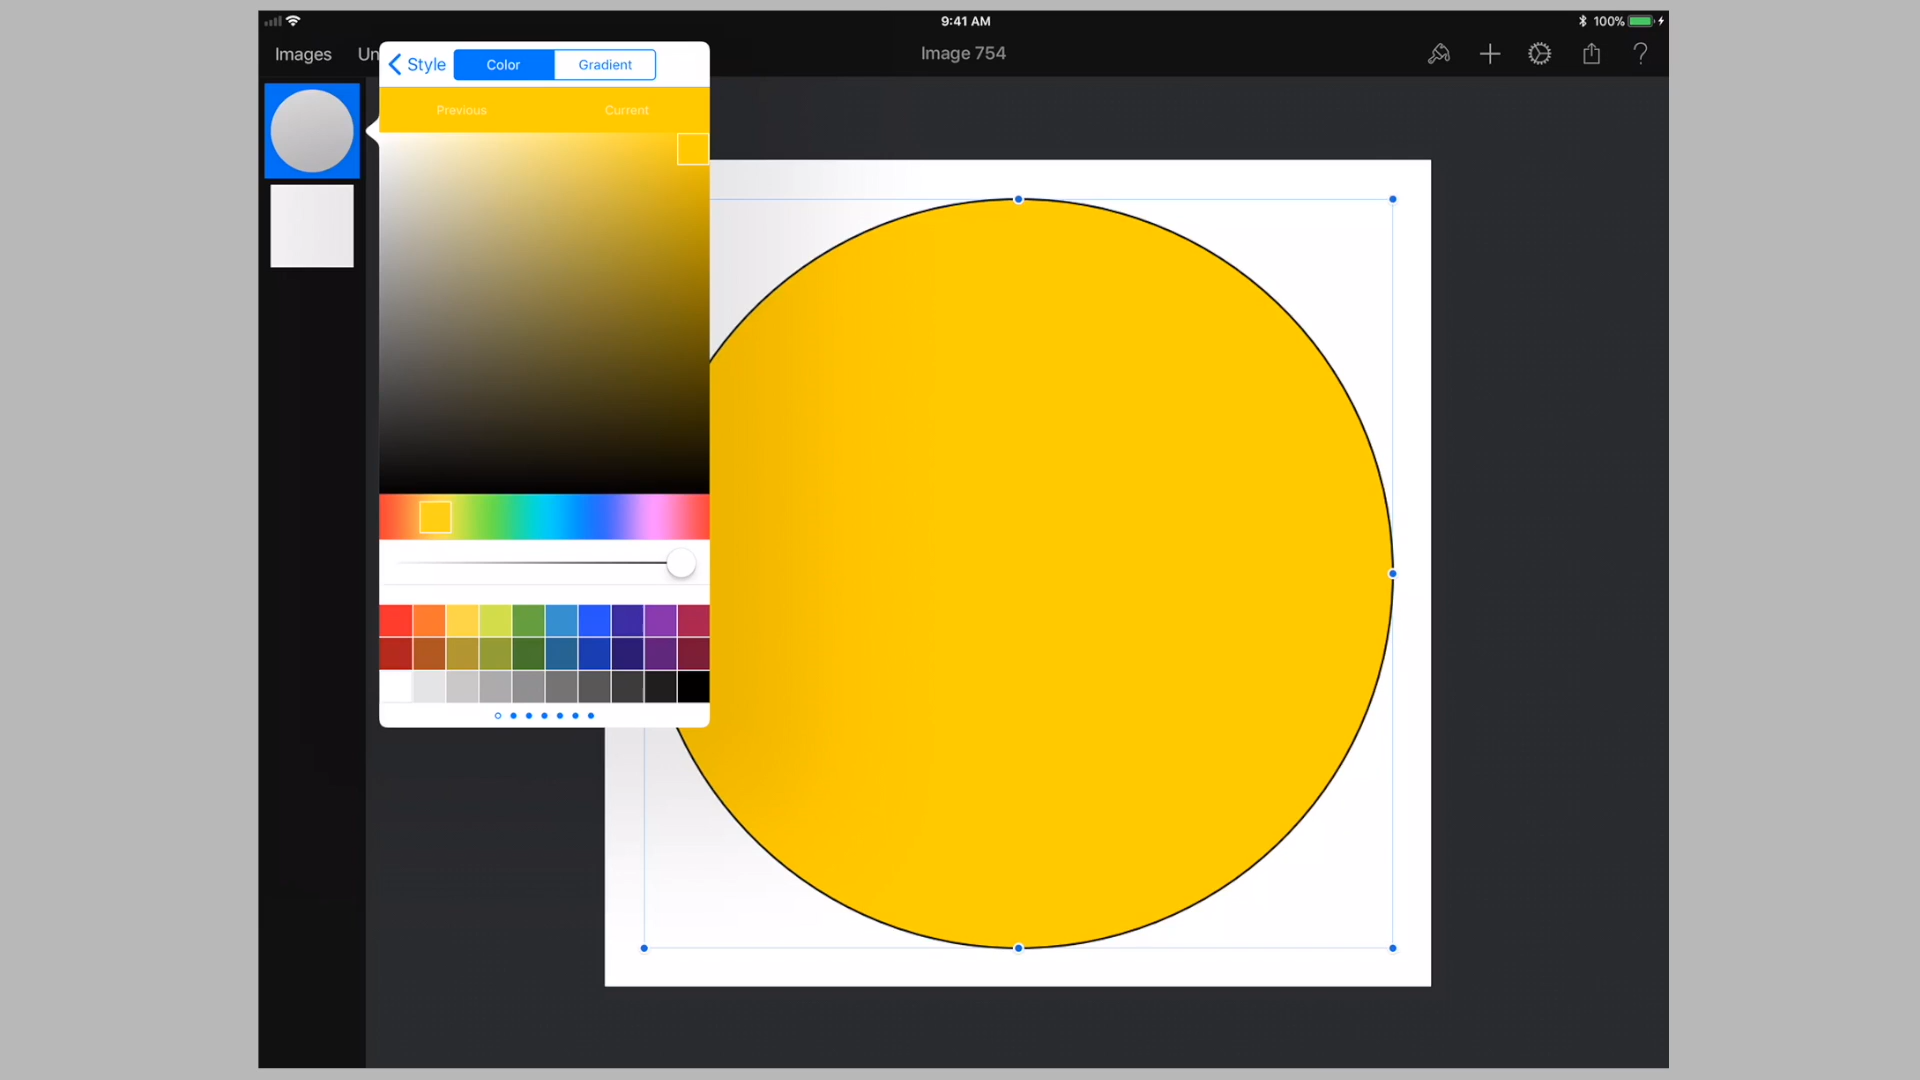 9:41 AM
100%
Images
Un
Style
Color
Gradient
Image 754
?
Previous
Current